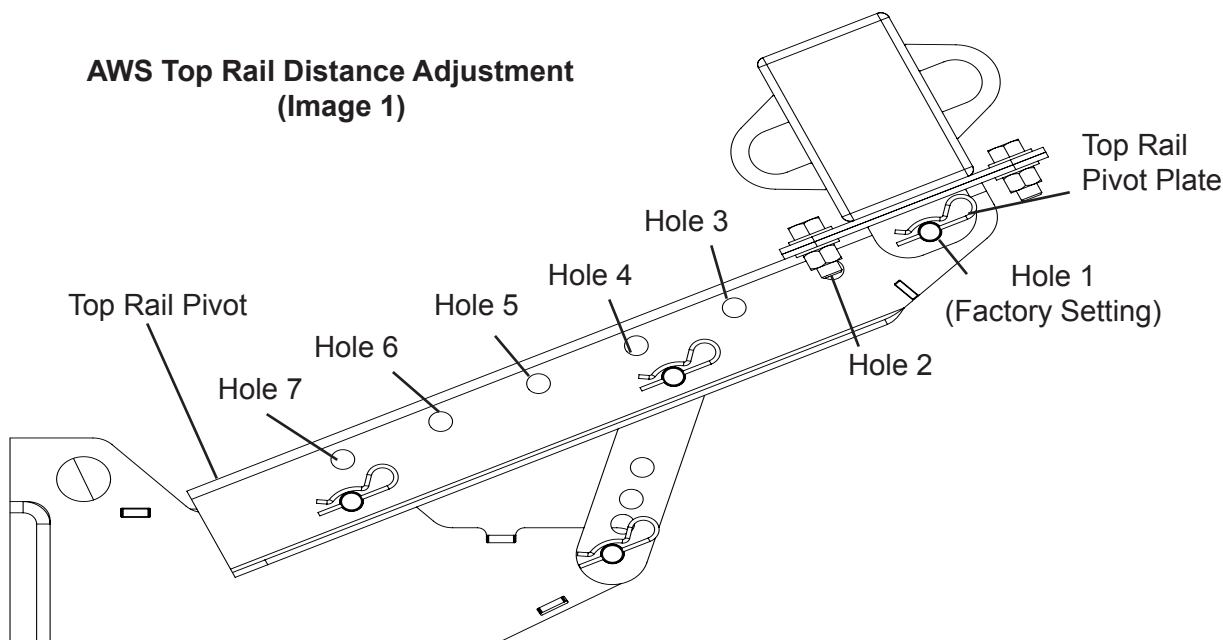 AWS Top Rail Distance Adjustment
(Image 1)
Top Rail
Pivot Plate
Hole 3
Hole 4
Hole 1
(Factory Setting)
Hole 5
Top Rail Pivot
Hole 6
Hole 2
Hole 7